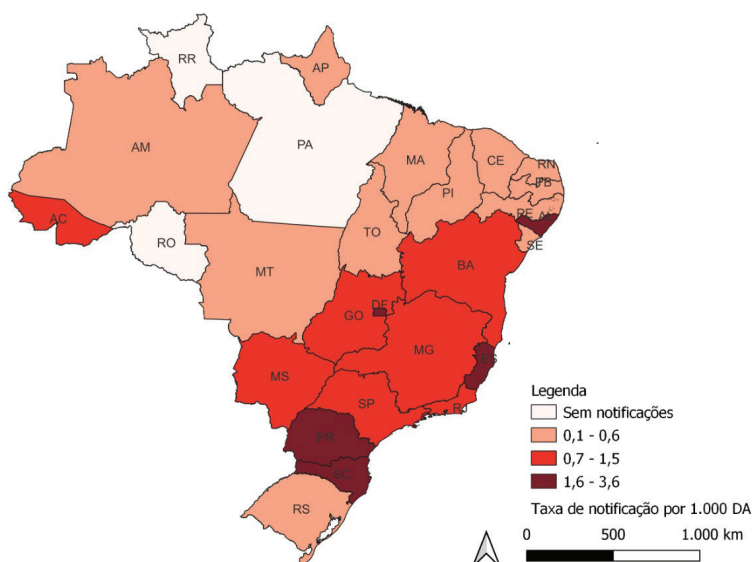 RR
AP
AM
PA
MA
CE
RN
PB
PI
PE
AL
AC
TO
SE
RO
BA
MT
DF
GO
MG
ES
MS
SP
RJ
PR
SC
RS
Legenda
Sem notificações
0,1 - 0,6
0,7 - 1,5
1,6 - 3,6
Taxa de notificação por 1.000 DA
0 500 1.000 km